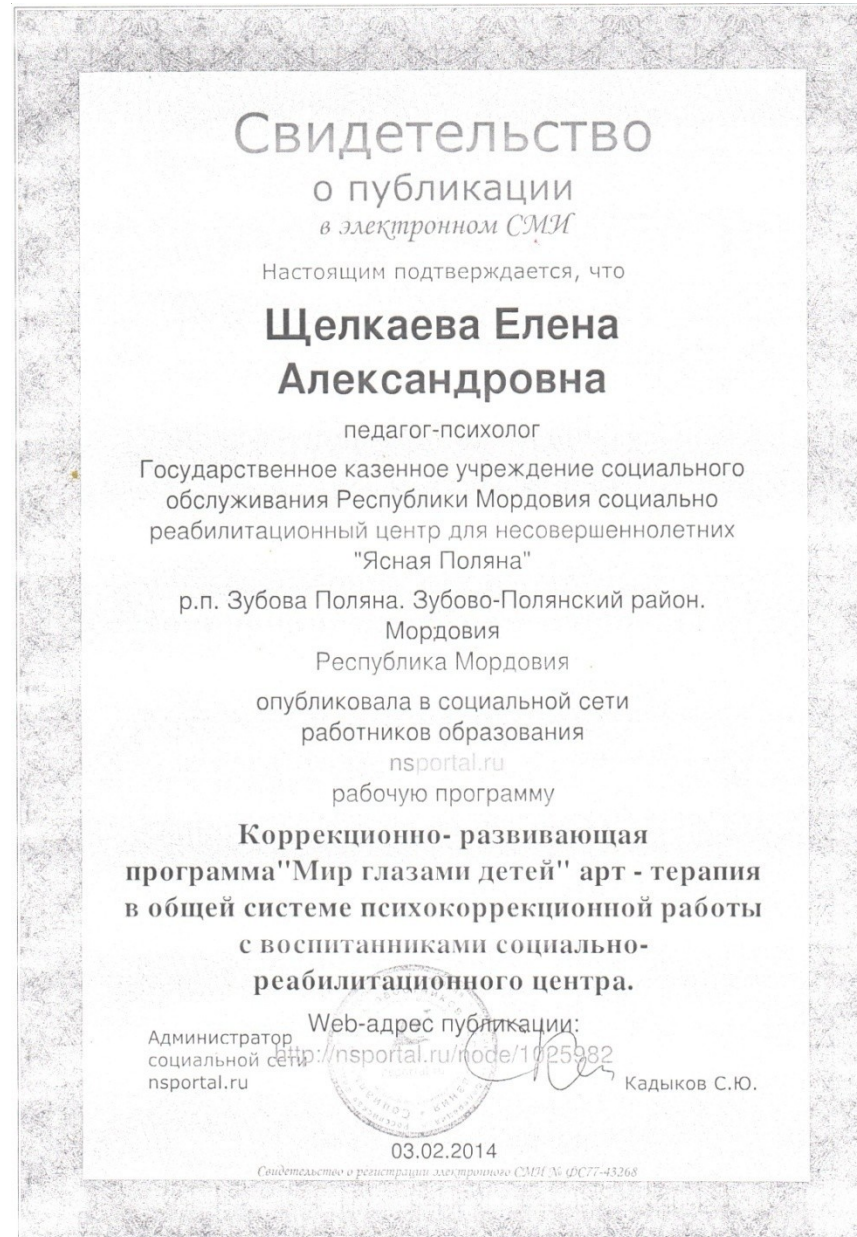 Свидетельство
о публикации
в электронном СМИ
Настоящим подтверждается, что
Щелкаева Елена
Александровна
педагог-психолог
Государственное казенное учреждение социального
обслуживания Республики Мордовия социально
реабилитационный центр для несовершеннолетних
"Ясная Поляна"
р.п. Зубова Поляна. Зубово-Полянский район.
Мордовия
Республика Мордовия
опубликовала в социальной сети
работников образования
nsportal.ru
рабочую программу
Коррекционно- развивающая
программа"Мир глазами детей" арт - терапия
в общей системе психокоррекционной работы
с воспитанниками социально-
реабилитационного центра.
Web-адрес публикации:
http://nsportal.ru/node/1025982
Администратор
социальной сети
nsportal.ru
Кадыков С.Ю.
03.02.2014
Свидетельство о регистрации электронного СМИ № ФС77-43268